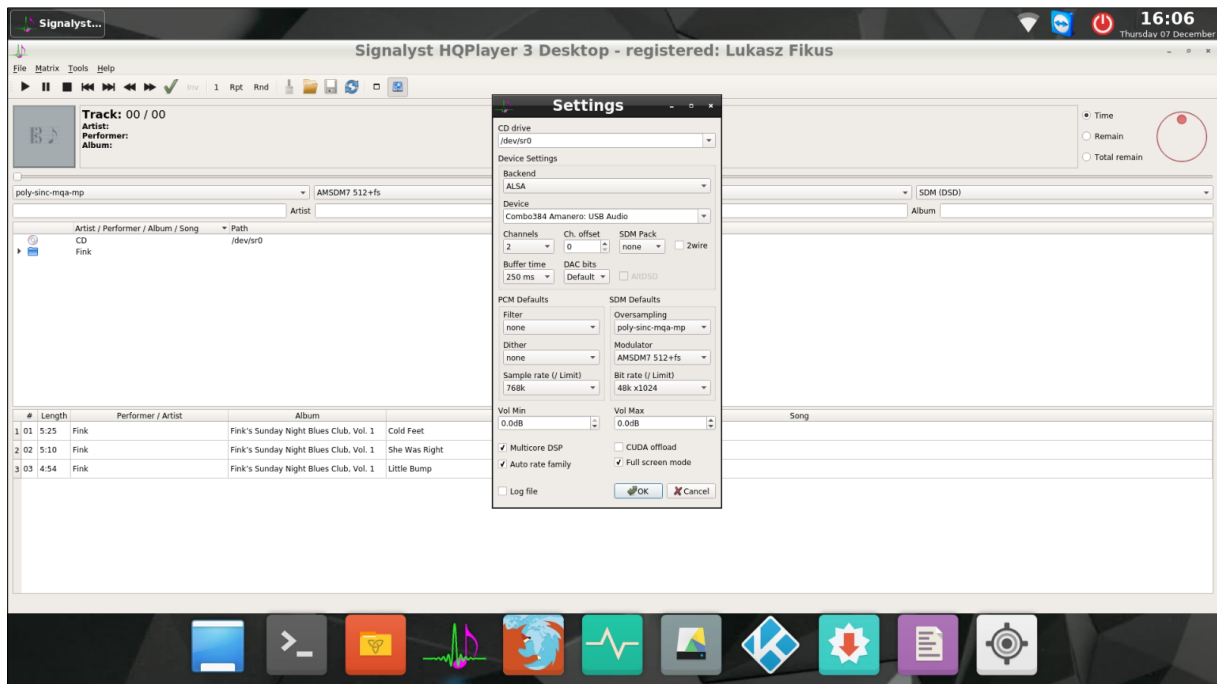 Signalyst...
16:06
Thursday 07 December
Signalyst HQPlayer 3 Desktop - registered: Lukasz Fikus
File Matrix Tools Help
Inv 1 Rpt Rnd
Track: 00 / 00
Artist:
Performer:
Album:
Time
Remain
Total remain
poly-sinc-mqa-mp AMSDM7 512+fs SDM (DSD)
Artist Album
Artist / Performer / Album / Song Path
CD /dev/sr0
Fink
Settings
CD drive
/dev/sr0
Device Settings
Backend
ALSA
Device
Combo384 Amanero: USB Audio
Channels Ch. offset SDM Pack
2 0 none 2wire
Buffer time DAC bits
250 ms Default AltDSD
PCM Defaults SDM Defaults
Filter Oversampling
none poly-sinc-mqa-mp
Dither Modulator
none AMSDM7 512+fs
Sample rate (/ Limit) Bit rate (/ Limit)
768k 48k x1024
Vol Min Vol Max
0.0dB 0.0dB
Multicore DSP CUDA offload
Auto rate family Full screen mode
Log file OK Cancel
# Length Performer / Artist Album Song
1 01 5:25 Fink Fink's Sunday Night Blues Club, Vol. 1 Cold Feet
2 02 5:10 Fink Fink's Sunday Night Blues Club, Vol. 1 She Was Right
3 03 4:54 Fink Fink's Sunday Night Blues Club, Vol. 1 Little Bump